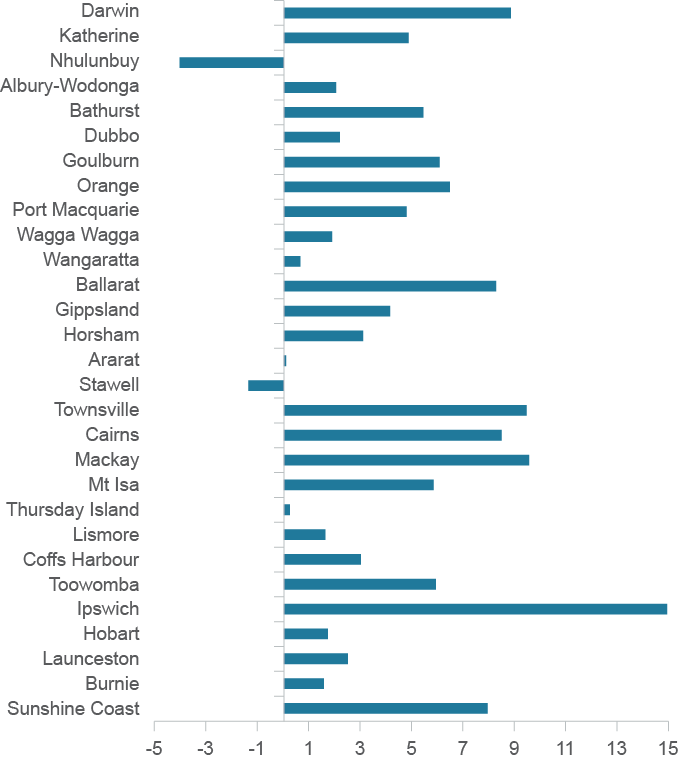 Darwin
Katherine
Nhulunbuy
Albury-Wodonga
Bathurst
Dubbo
Goulburn
Orange
Port Macquarie
Wagga Wagga
Wangaratta
Ballarat
Gippsland
Horsham
Ararat
Stawell
Townsville
Cairns
Mackay
Mt Isa
Thursday Island
Lismore
Coffs Harbour
Toowomba
Ipswich
Hobart
Launceston
Burnie
Sunshine Coast
-5 -3 -1 1 3 5 7 9 11 13 15